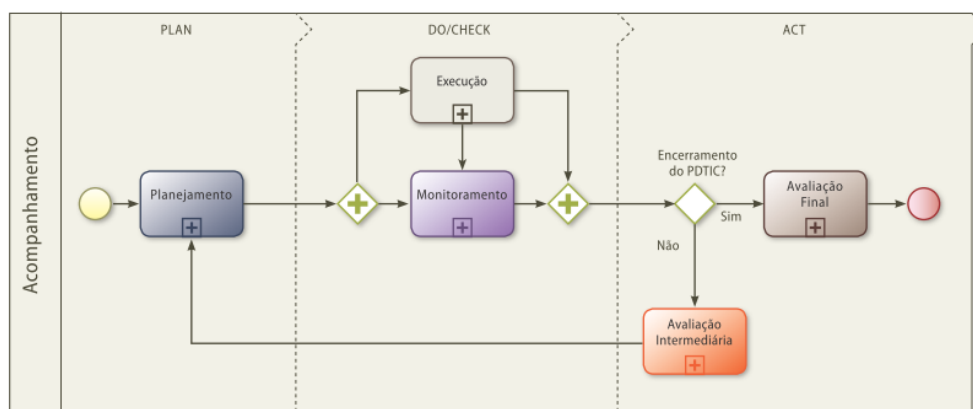 Acompanhamento
PLAN
DO/CHECK
ACT
Planejamento
Execução
Monitoramento
Encerramento
do PDTIC?
Sim
Não
Avaliação
Final
Avaliação
Intermediária